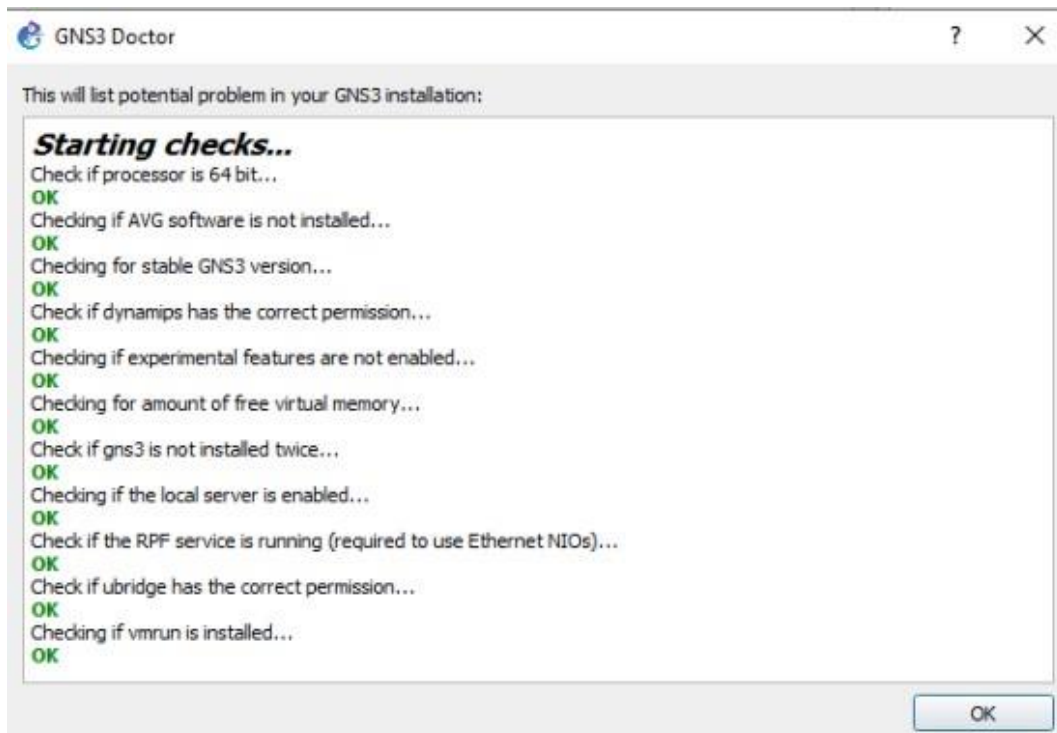 GNS3 Doctor
?
This will list potential problem in your GNS3 installation:
Starting checks...
Check if processor is 64 bit...
OK
Checking if AVG software is not installed...
OK
Checking for stable GNS3 version...
OK
Check if dynamips has the correct permission...
OK
Checking if experimental features are not enabled...
OK
Checking for amount of free virtual memory...
OK
Check if gns3 is not installed twice...
OK
Checking if the local server is enabled...
OK
Check if the RPF service is running (required to use Ethernet NIOs)...
OK
Check if ubridge has the correct permission...
OK
Checking if vmrun is installed...
OK
OK